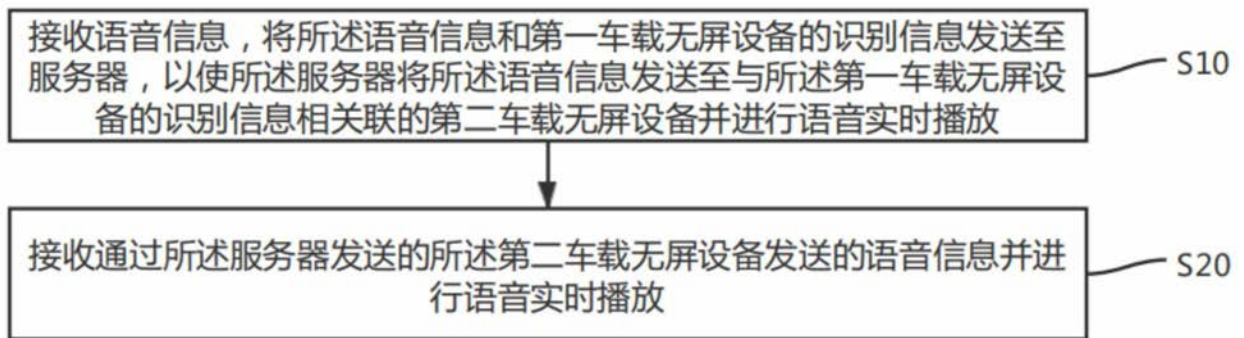 接收语音信息，将所述语音信息和第一车载无屏设备的识别信息发送至
服务器，以使所述服务器将所述语音信息发送至与所述第一车载无屏设
备的识别信息相关联的第二车载无屏设备并进行语音实时播放
S10
接收通过所述服务器发送的所述第二车载无屏设备发送的语音信息并进
行语音实时播放
S20